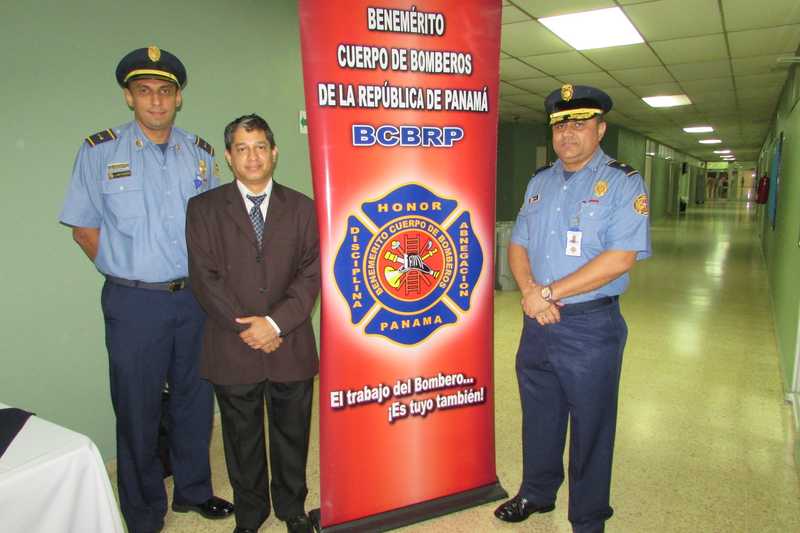 BENEMÉRITO
CUERPO DE BOMBEROS
DE LA REPÚBLICA DE PANAMÁ
BCBRP
HONOR
DISCIPLINA
ABNEGACION
BENEMÉRITO CUERPO DE BOMBEROS
PANAMA
El trabajo del Bombero...
¡Es tuyo también!